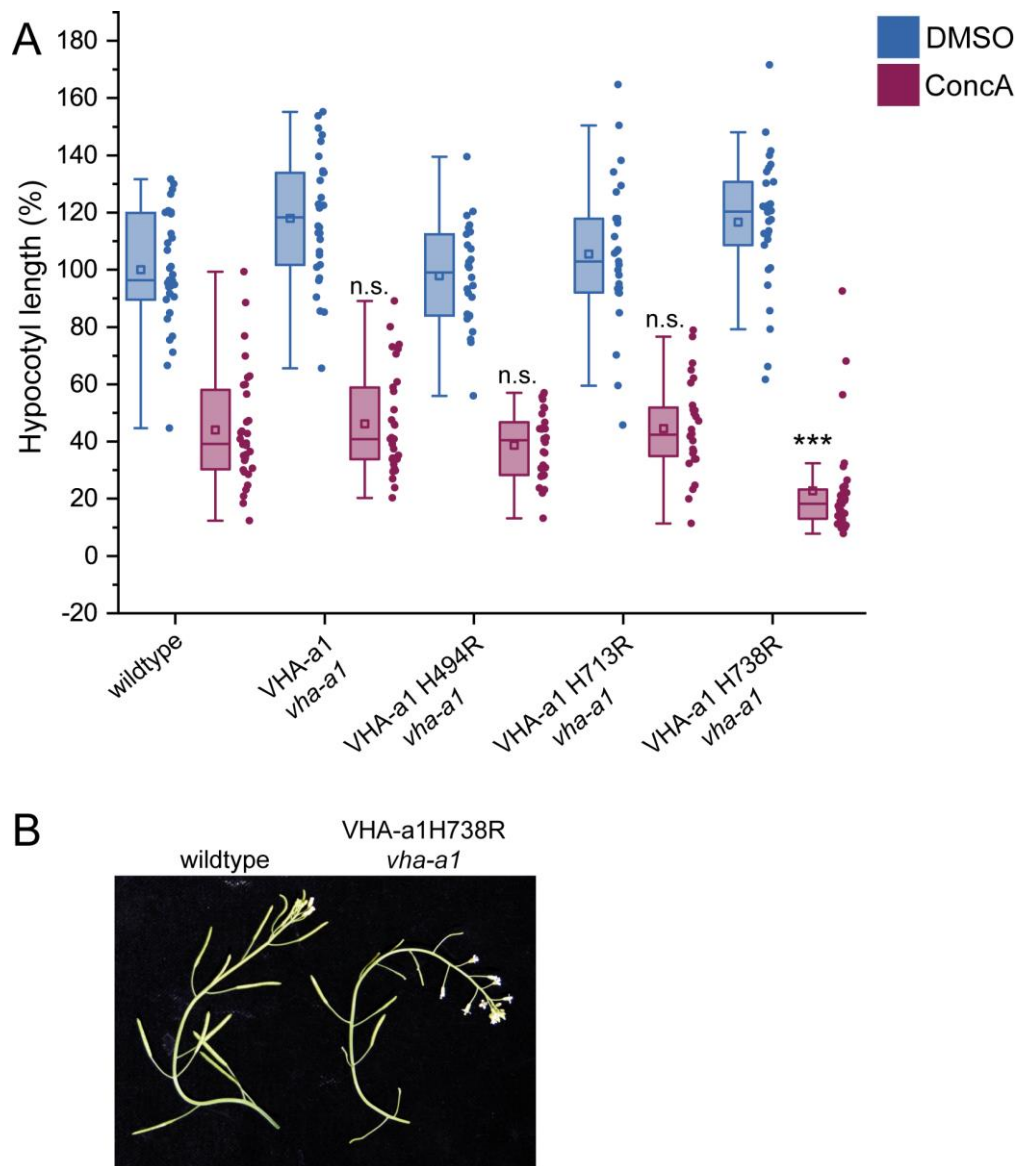 A
DMSO
ConcA
Hypocotyl length (%)
180
160
140
120
100
80
60
40
20
0
-20
n.s.
n.s.
n.s.
***
wildtype
VHA-a1
vha-a1
VHA-a1 H494R
vha-a1
VHA-a1 H713R
vha-a1
VHA-a1 H738R
vha-a1
B
wildtype
VHA-a1H738R
vha-a1